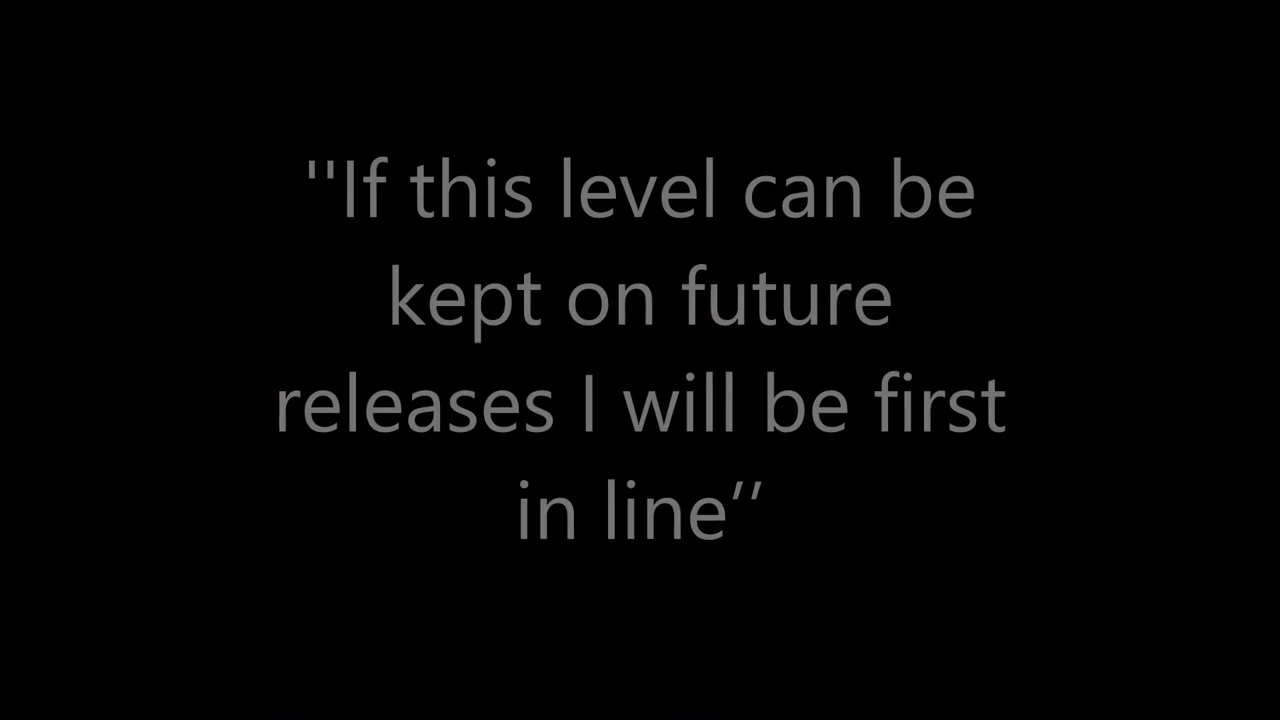 ''If this level can be
kept on future
releases I will be first
in line’’